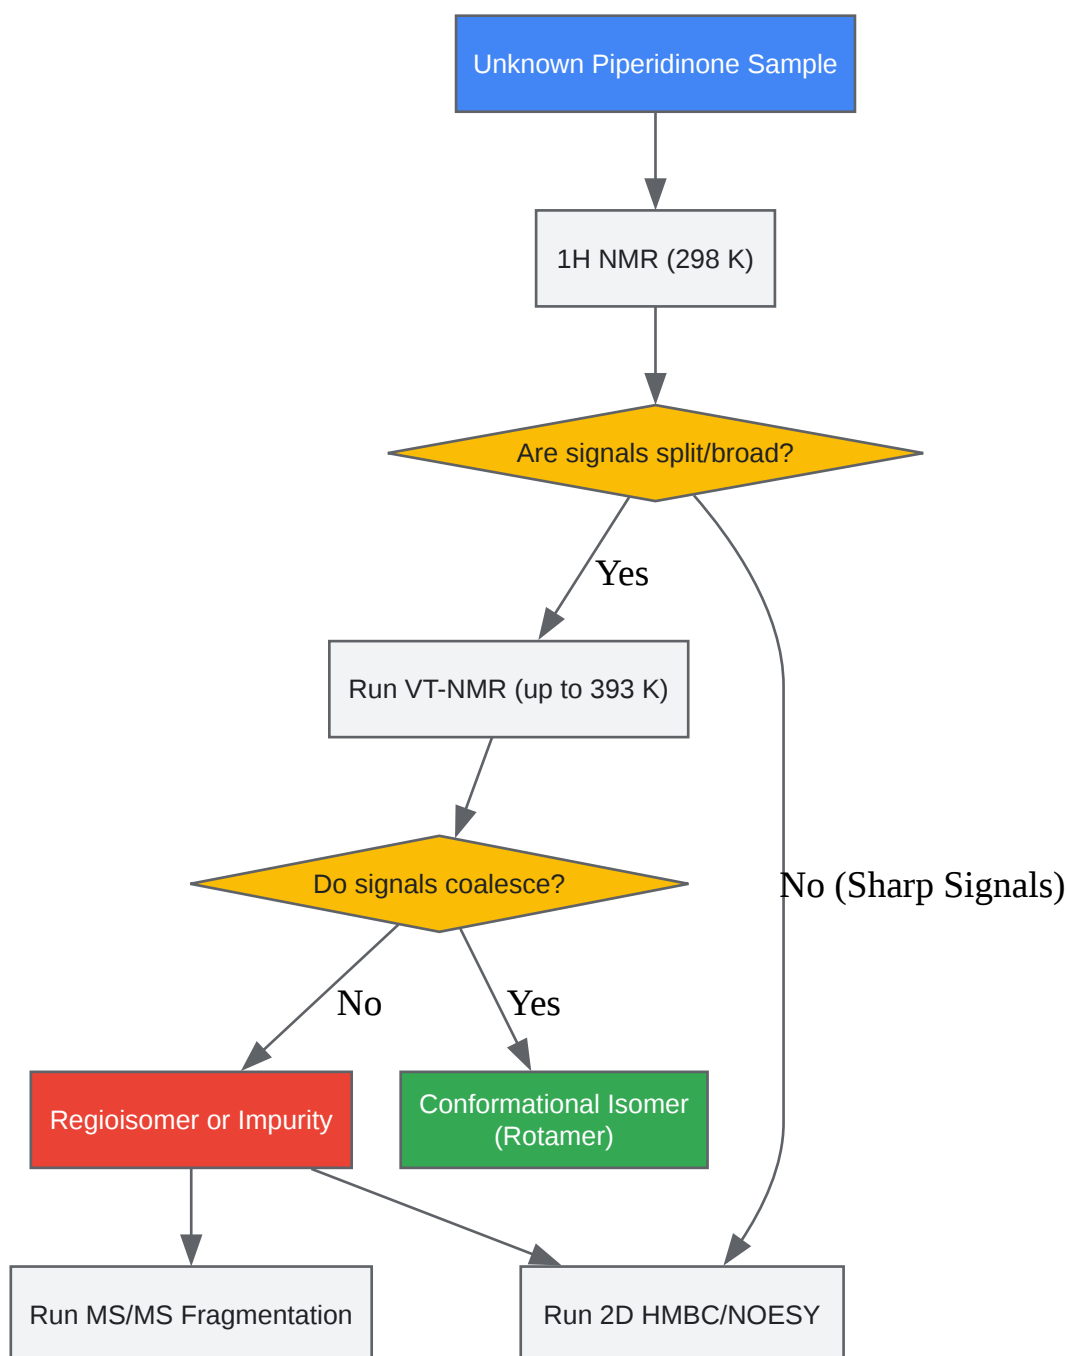 Unknown Piperidinone Sample
1H NMR (298 K)
Are signals split/broad?
Yes
Run VT-NMR (up to 393 K)
Do signals coalesce?
No (Sharp Signals)
No
Yes
Regioisomer or Impurity
Conformational Isomer
(Rotamer)
Run MS/MS Fragmentation
Run 2D HMBC/NOESY